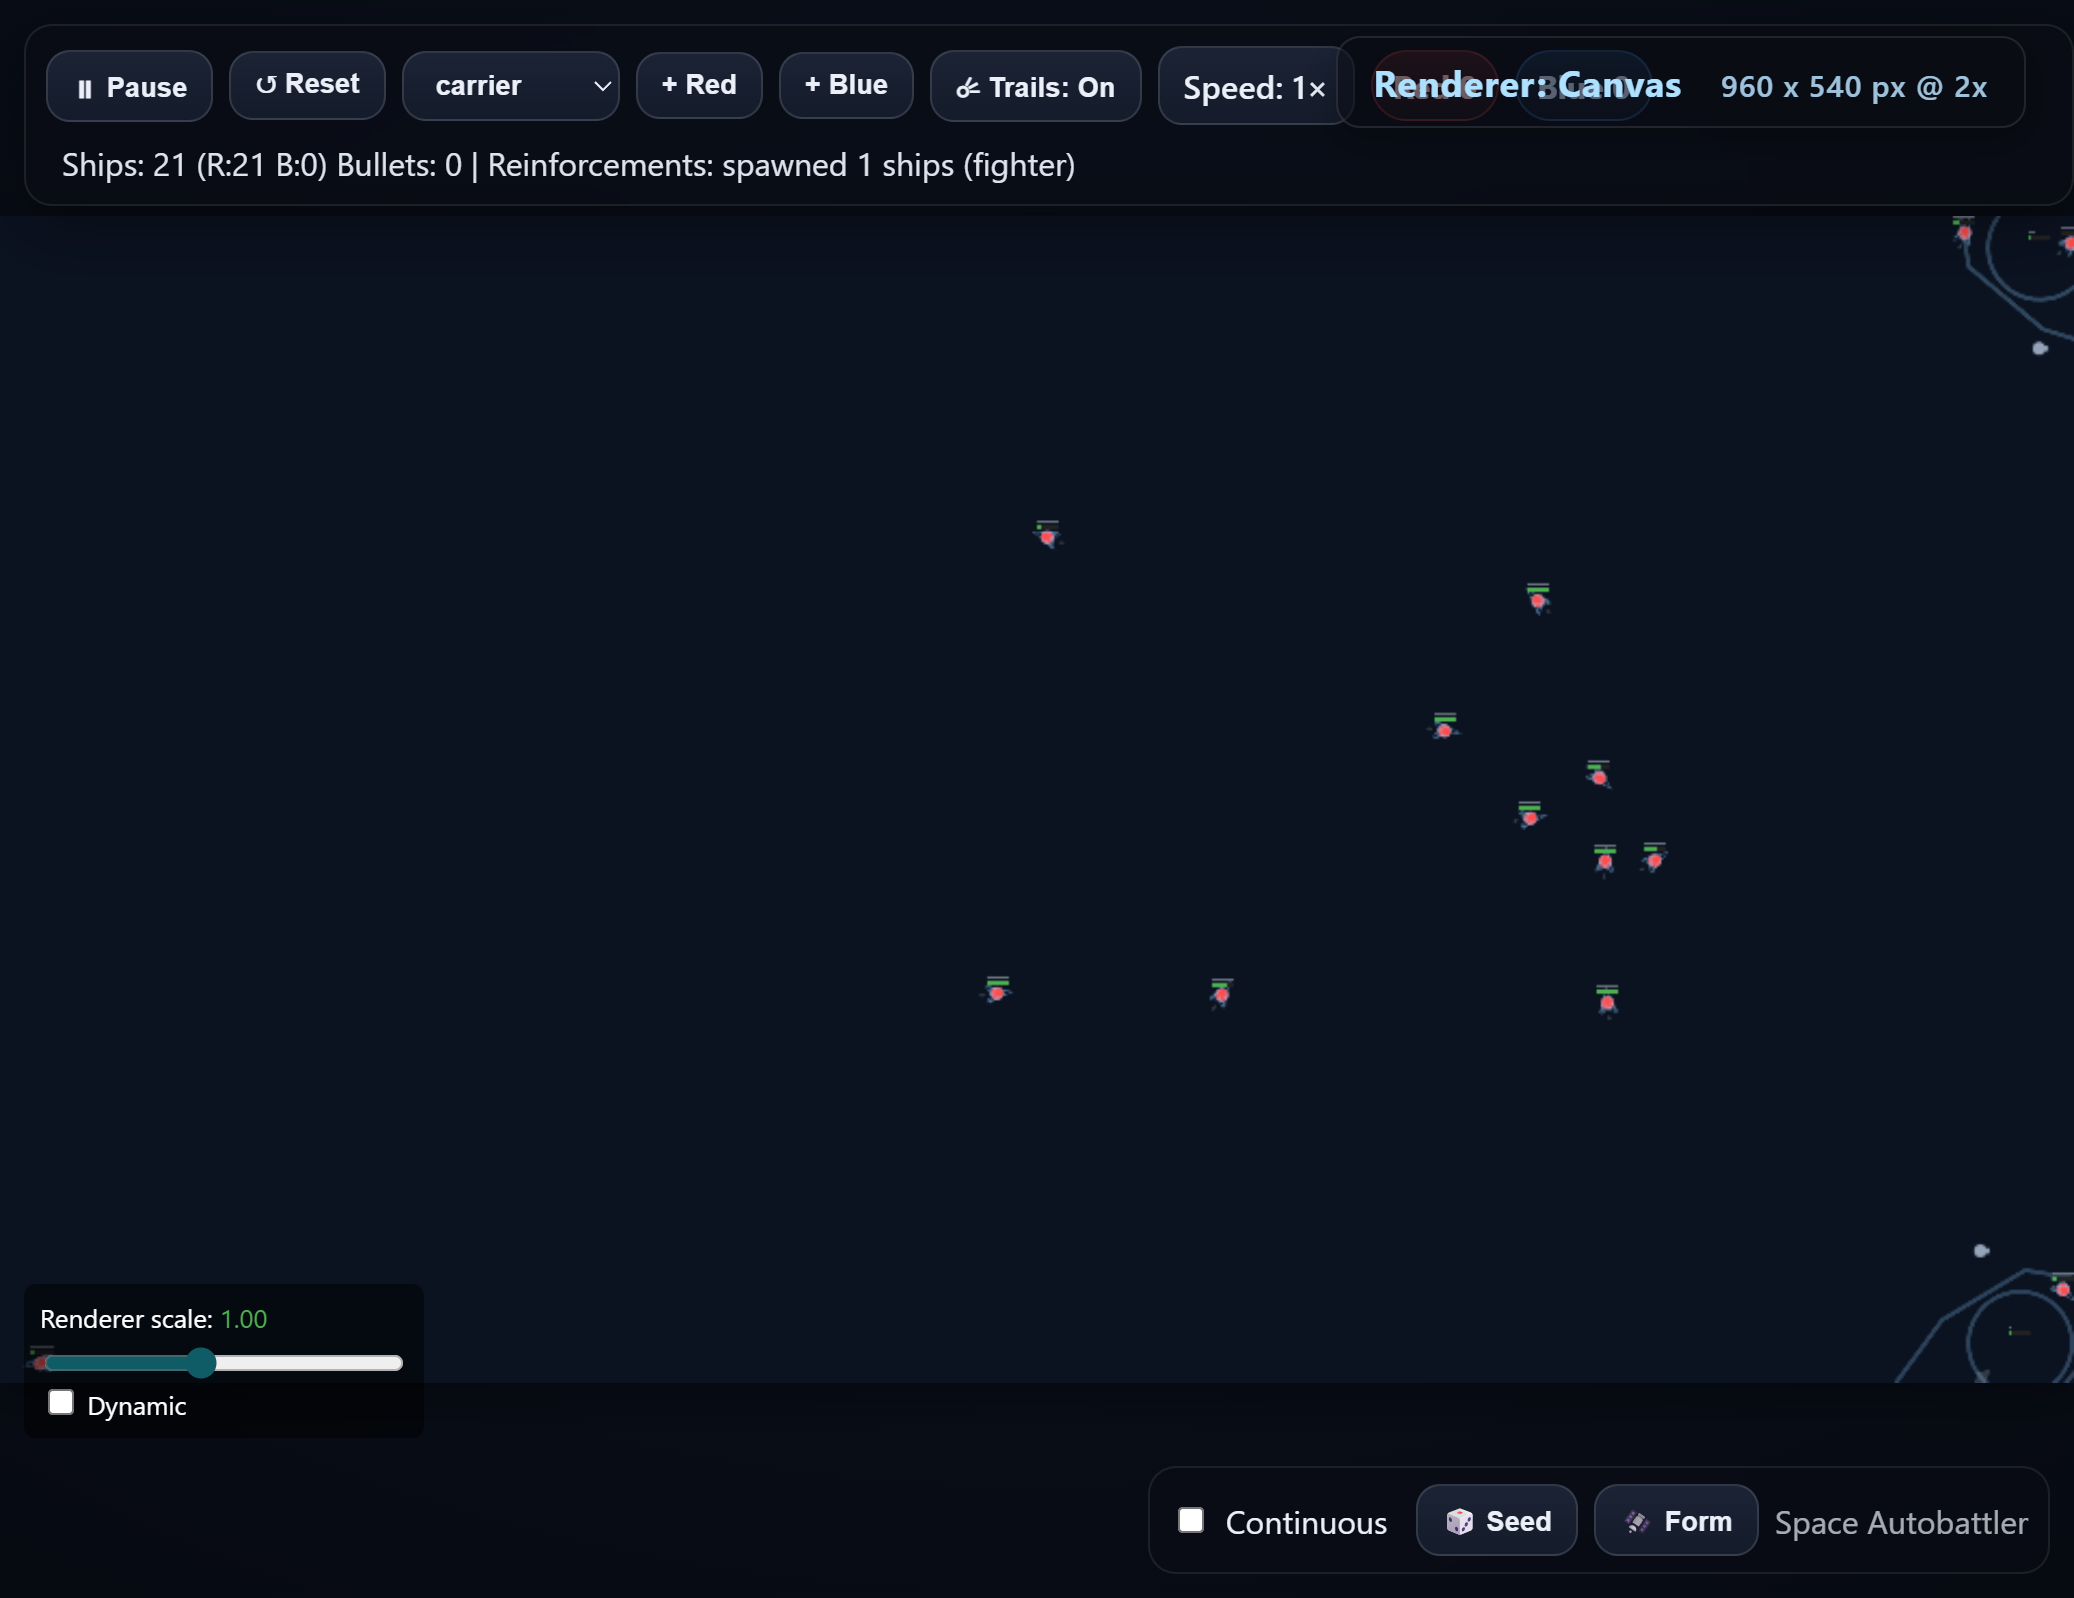 Pause
Reset
carrier
+ Red
+ Blue
Trails: On
Speed: 1×
Renderer: Canvas
960 x 540 px @ 2x
Ships: 21 (R:21 B:0) Bullets: 0 | Reinforcements: spawned 1 ships (fighter)
Renderer scale: 1.00
Dynamic
Continuous
Seed
Form
Space Autobattler